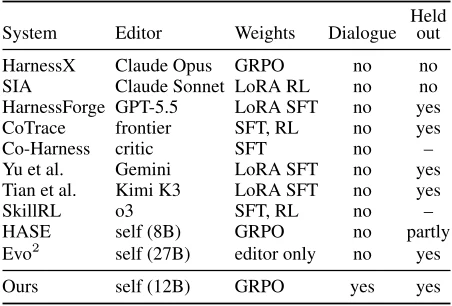 Held
System Editor Weights Dialogue out
HarnessX Claude Opus GRPO no no
SIA Claude Sonnet LoRA RL no no
HarnessForge GPT-5.5 LoRA SFT no yes
CoTrace frontier SFT, RL no yes
Co-Harness critic SFT no –
Yu et al. Gemini LoRA SFT no yes
Tian et al. Kimi K3 LoRA SFT no yes
SkillRL o3 SFT, RL no –
HASE self (8B) GRPO no partly
Evo² self (27B) editor only no yes
Ours self (12B) GRPO yes yes